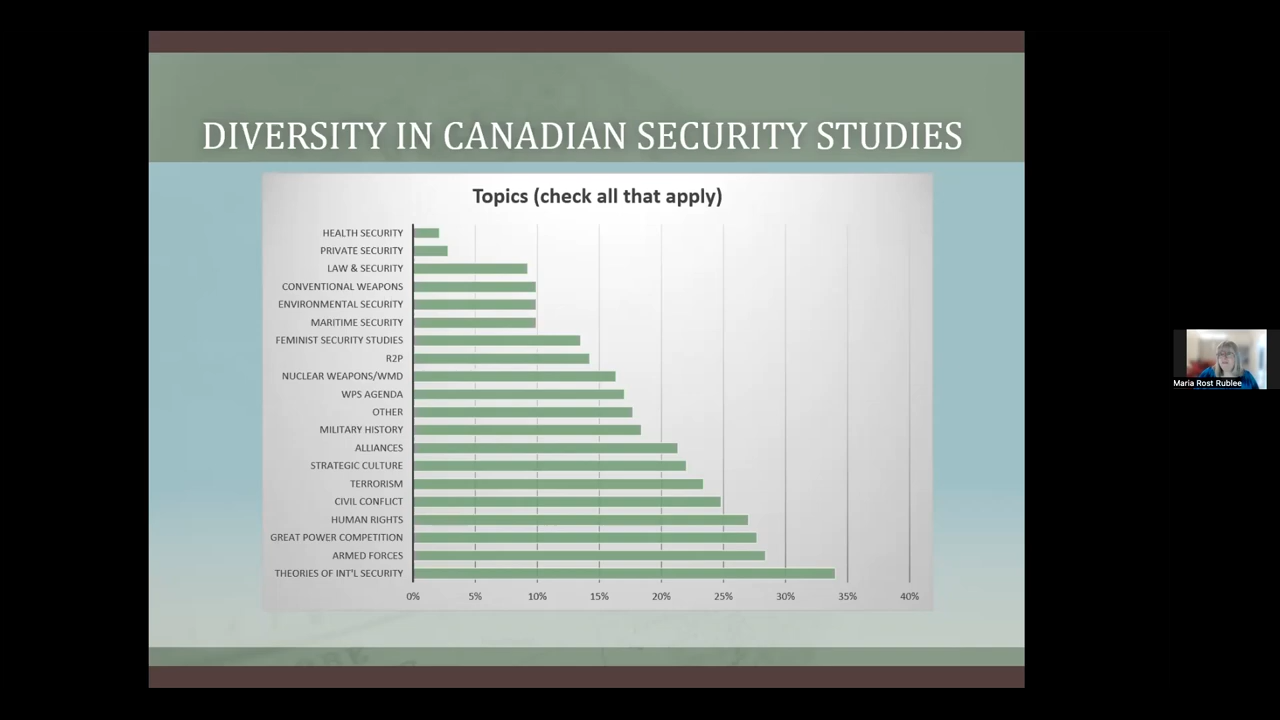 DIVERSITY IN CANADIAN SECURITY STUDIES
Topics (check all that apply)
HEALTH SECURITY
PRIVATE SECURITY
LAW & SECURITY
CONVENTIONAL WEAPONS
ENVIRONMENTAL SECURITY
MARITIME SECURITY
FEMINIST SECURITY STUDIES
R2P
NUCLEAR WEAPONS/WMD
WPS AGENDA
OTHER
MILITARY HISTORY
ALLIANCES
STRATEGIC CULTURE
TERRORISM
CIVIL CONFLICT
HUMAN RIGHTS
GREAT POWER COMPETITION
ARMED FORCES
THEORIES OF INT'L SECURITY
0% 5% 10% 15% 20% 25% 30% 35% 40%
Maria Rost Rublee